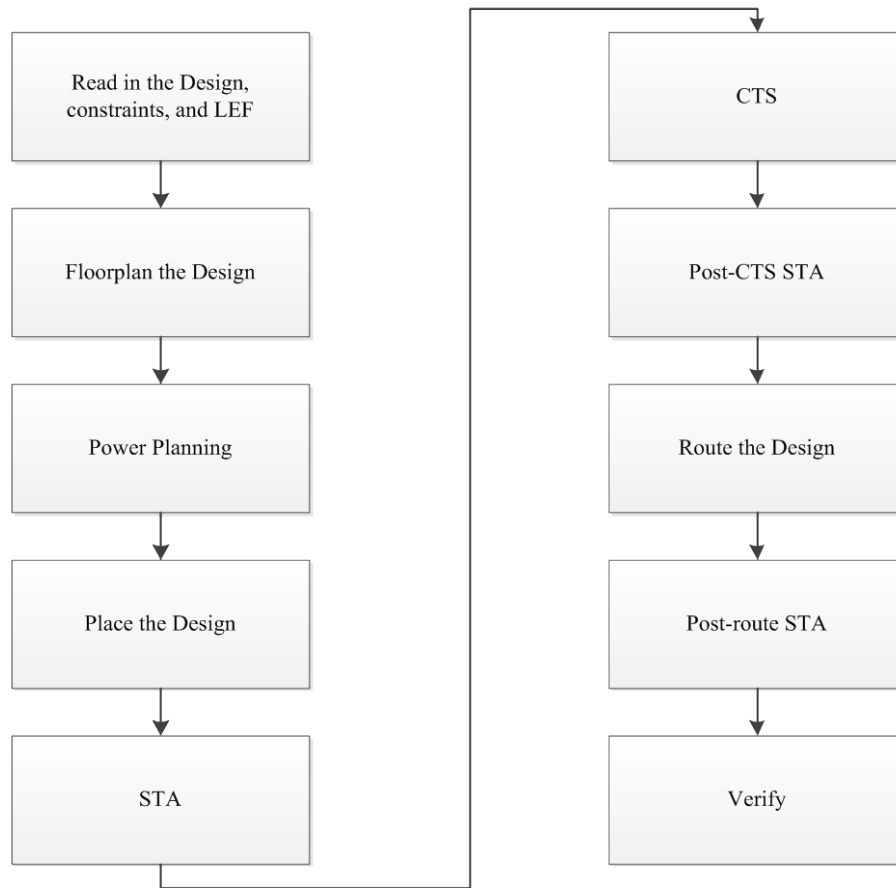 Read in the Design,
constraints, and LEF
Floorplan the Design
Power Planning
Place the Design
STA
CTS
Post-CTS STA
Route the Design
Post-route STA
Verify